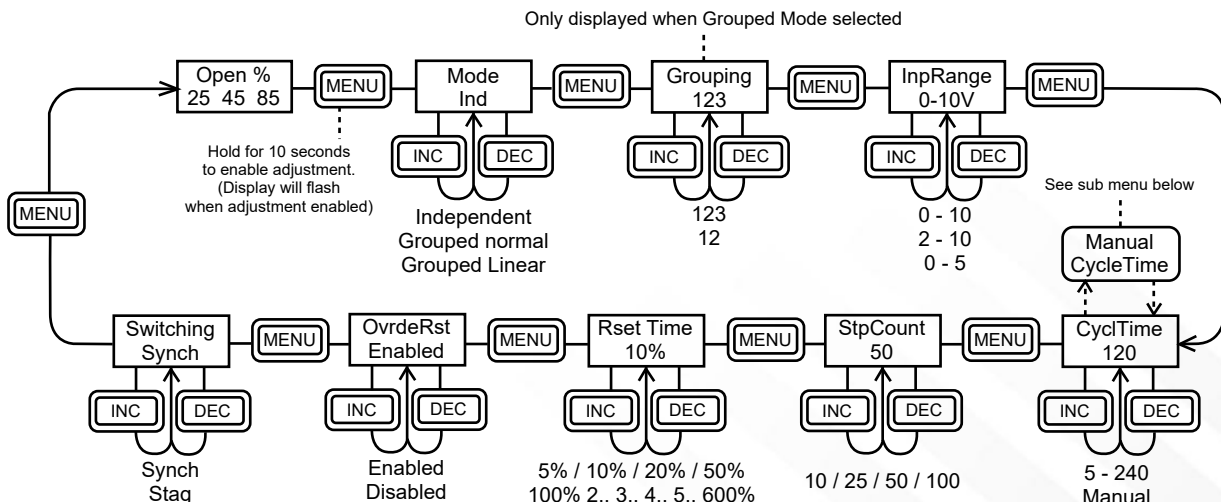 Only displayed when Grouped Mode selected
Open %
25 45 85
MENU
Mode
Ind
MENU
Grouping
123
MENU
InpRange
0-10V
MENU
Hold for 10 seconds
to enable adjustment.
(Display will flash
when adjustment enabled)
INC
DEC
INC
DEC
INC
DEC
See sub menu below
MENU
Independent
Grouped normal
Grouped Linear
123
12
0 - 10
2 - 10
0 - 5
Manual
CycleTime
Switching
Synch
MENU
OvrdeRst
Enabled
MENU
Rset Time
10%
MENU
StpCount
50
MENU
CyclTime
120
INC
DEC
INC
DEC
INC
DEC
INC
DEC
INC
DEC
Synch
Stag
Enabled
Disabled
5% / 10% / 20% / 50%
100% 2.. 3.. 4.. 5.. 600%
10 / 25 / 50 / 100
5 - 240
Manual